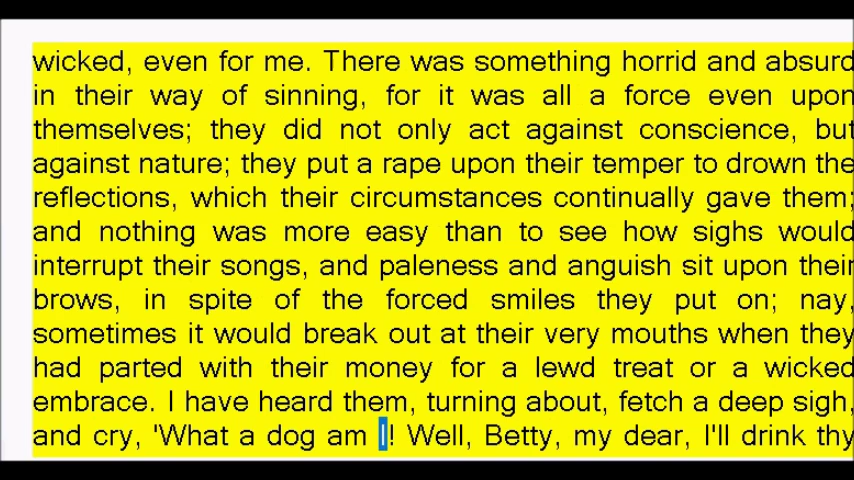 wicked, even for me. There was something horrid and absurd
in their way of sinning, for it was all a force even upon
themselves; they did not only act against conscience, but
against nature; they put a rape upon their temper to drown the
reflections, which their circumstances continually gave them;
and nothing was more easy than to see how sighs would
interrupt their songs, and paleness and anguish sit upon their
brows, in spite of the forced smiles they put on; nay,
sometimes it would break out at their very mouths when they
had parted with their money for a lewd treat or a wicked
embrace. I have heard them, turning about, fetch a deep sigh,
and cry, 'What a dog am I! Well, Betty, my dear, I'll drink thy